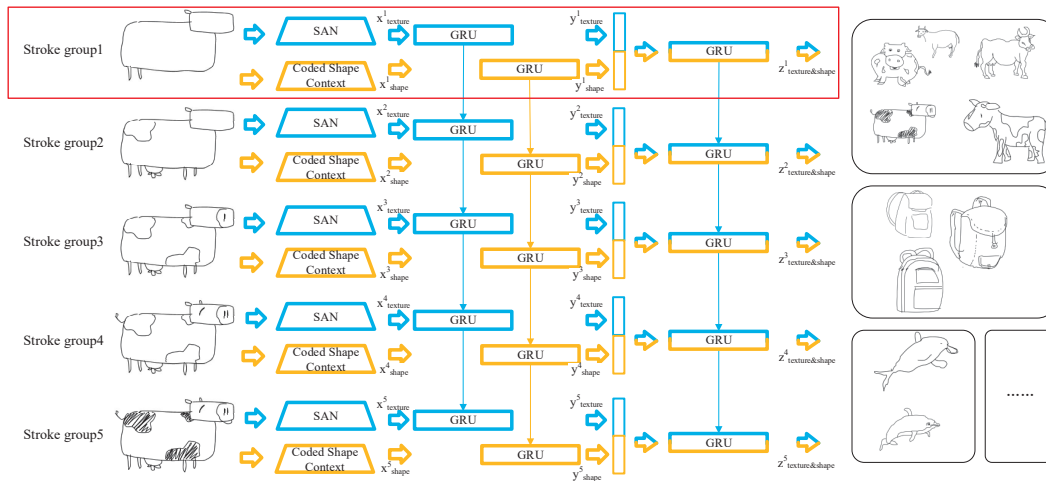 Stroke group1
SAN
x¹texture
GRU
y¹texture
Coded Shape
Context
x¹shape
GRU
y¹shape
GRU
z¹texture&shape
Stroke group2
SAN
x²texture
GRU
y²texture
Coded Shape
Context
x²shape
GRU
y²shape
GRU
z²texture&shape
Stroke group3
SAN
x³texture
GRU
y³texture
Coded Shape
Context
x³shape
GRU
y³shape
GRU
z³texture&shape
Stroke group4
SAN
x⁴texture
GRU
y⁴texture
Coded Shape
Context
x⁴shape
GRU
y⁴shape
GRU
z⁴texture&shape
Stroke group5
SAN
x⁵texture
GRU
y⁵texture
Coded Shape
Context
x⁵shape
GRU
y⁵shape
GRU
z⁵texture&shape
......